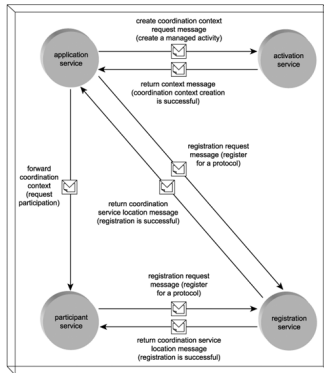 create coordination context
request message
(create a managed activity)
application
service
activation
service
return context message
(coordination context creation
is successful)
registration request
message (register
for a protocol)
forward
coordination
context
(request
participation)
return coordination
service location message
(registration is successful)
registration request
message (register
for a protocol)
participant
service
registration
service
return coordination service
location message
(registration is successful)